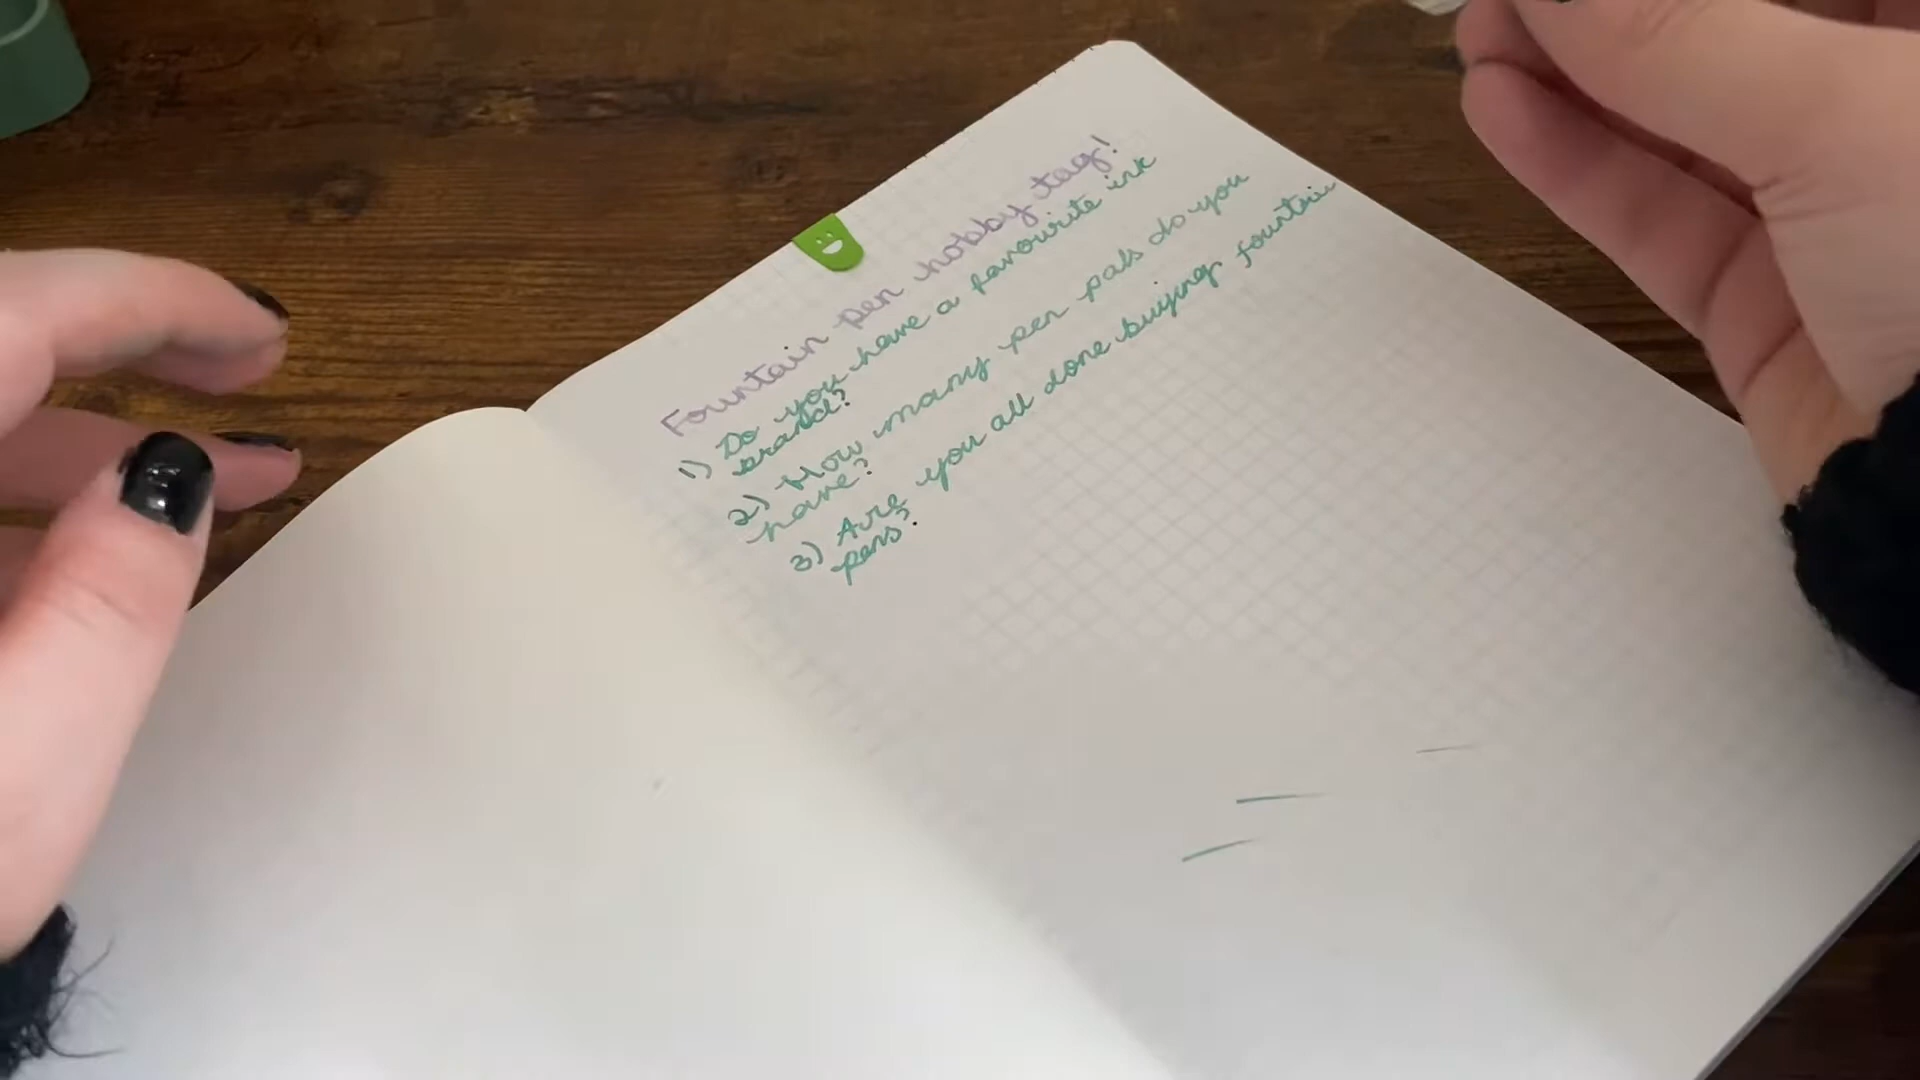 Fountain pen hobby tag!
1) Do you have a favourite ink
brand?
2) How many pen pals do you
have?
3) Are you all done buying fountain
pens?